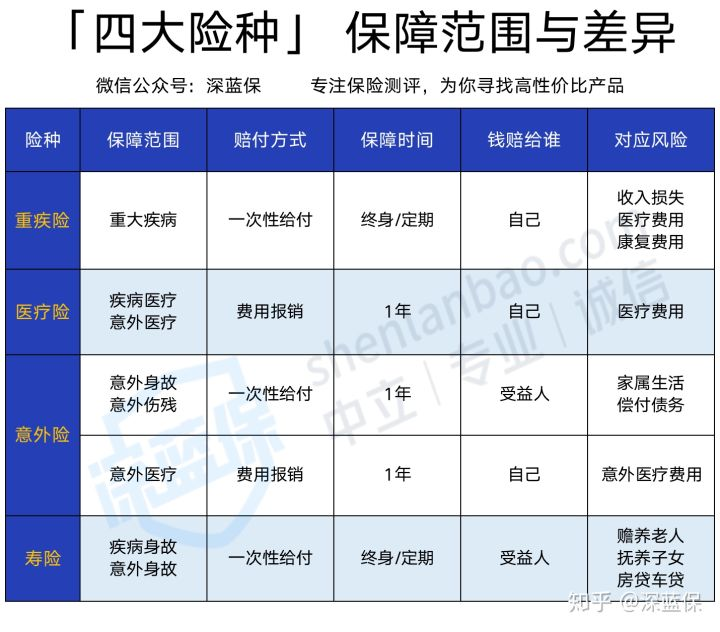 「四大险种」 保障范围与差异
微信公众号：深蓝保 专注保险测评，为你寻找高性价比产品
险种 保障范围 赔付方式 保障时间 钱赔给谁 对应风险
重疾险 重大疾病 一次性给付 终身/定期 自己 收入损失
医疗费用
康复费用
医疗险 疾病医疗
意外医疗 费用报销 1年 自己 医疗费用
意外险 意外身故
意外伤残 一次性给付 1年 受益人 家属生活
偿付债务
意外医疗 费用报销 1年 自己 意外医疗费用
寿险 疾病身故
意外身故 一次性给付 终身/定期 受益人 赡养老人
抚养子女
房贷车贷
深蓝保
shenlanbao.com
中立｜专业｜诚信
知乎 @深蓝保